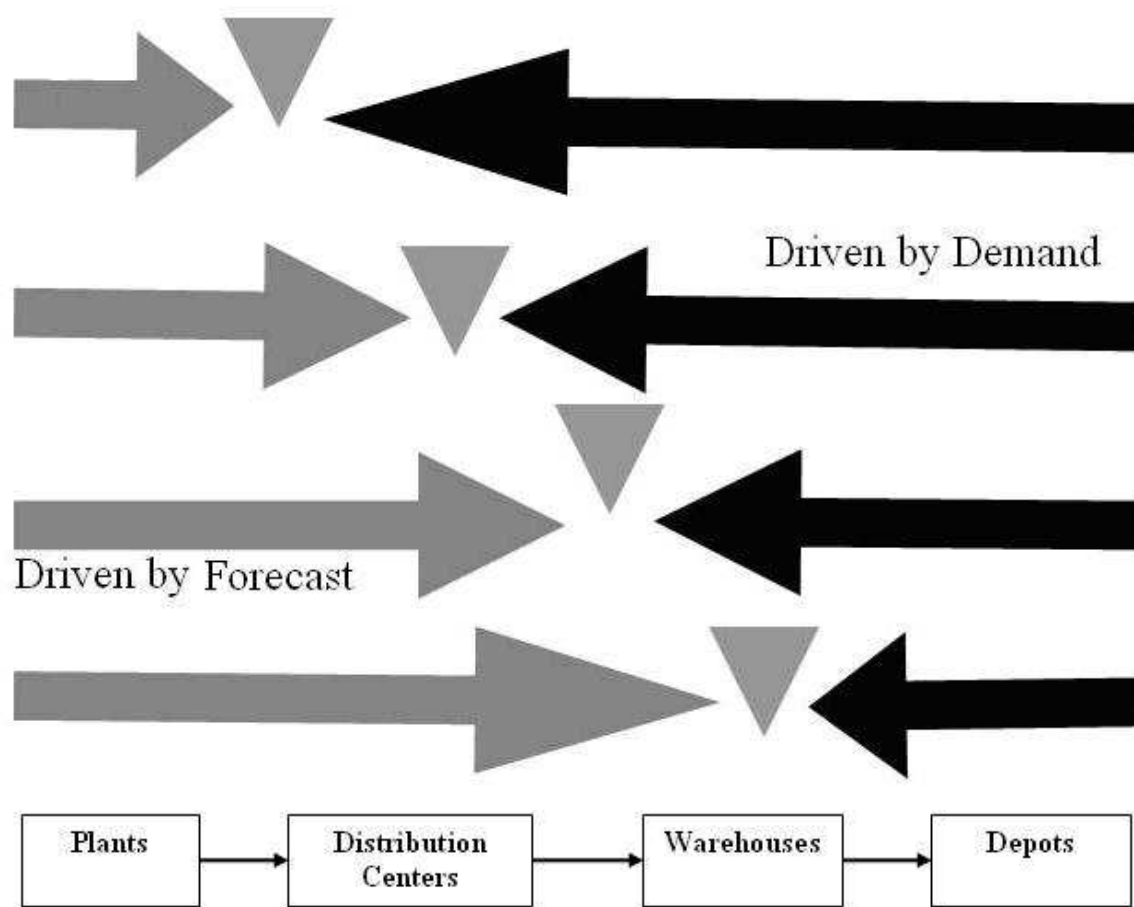 Driven by Demand
Driven by Forecast
Plants
Distribution
Centers
Warehouses
Depots